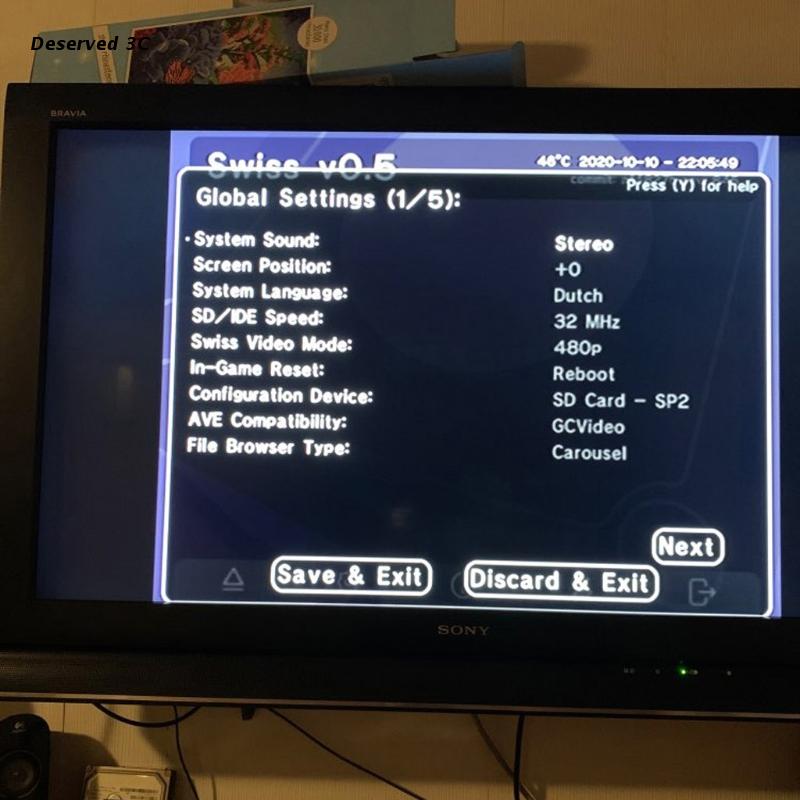 Deserved 3C
BRAVIA
Swiss v0.5
46°C 2020-10-10 - 22:05:49
Press (Y) for help
Global Settings (1/5):
System Sound: Stereo
Screen Position: +0
System Language: Dutch
SD/IDE Speed: 32 MHz
Swiss Video Mode: 480p
In-Game Reset: Reboot
Configuration Device: SD Card - SP2
AVE Compatibility: GCVideo
File Browser Type: Carousel
Next
Save & Exit Discard & Exit
SONY